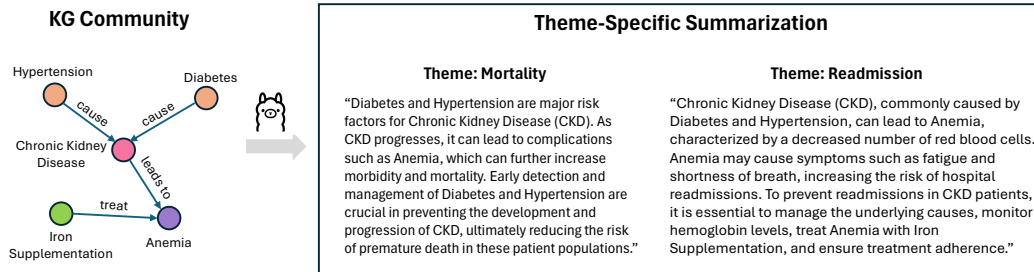 KG Community
Hypertension
Diabetes
cause
cause
Chronic Kidney
Disease
leads to
treat
Iron
Supplementation
Anemia
Theme-Specific Summarization
Theme: Mortality
“Diabetes and Hypertension are major risk
factors for Chronic Kidney Disease (CKD). As
CKD progresses, it can lead to complications
such as Anemia, which can further increase
morbidity and mortality. Early detection and
management of Diabetes and Hypertension are
crucial in preventing the development and
progression of CKD, ultimately reducing the risk
of premature death in these patient populations.”
Theme: Readmission
“Chronic Kidney Disease (CKD), commonly caused by
Diabetes and Hypertension, can lead to Anemia,
characterized by a decreased number of red blood cells.
Anemia may cause symptoms such as fatigue and
shortness of breath, increasing the risk of hospital
readmissions. To prevent readmissions in CKD patients,
it is essential to manage the underlying causes, monitor
hemoglobin levels, treat Anemia with Iron
Supplementation, and ensure treatment adherence.”